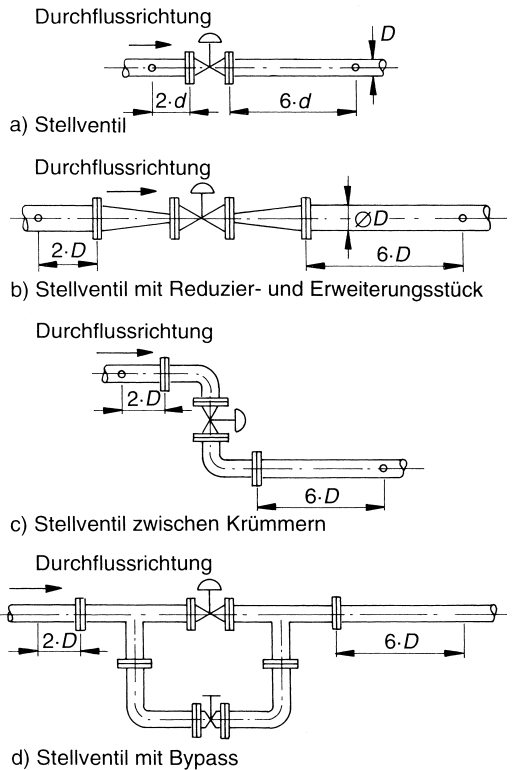 Durchflussrichtung
D
2·d
6·d
a) Stellventil
Durchflussrichtung
ØD
2·D
6·D
b) Stellventil mit Reduzier- und Erweiterungsstück
Durchflussrichtung
2·D
6·D
c) Stellventil zwischen Krümmern
Durchflussrichtung
2·D
6·D
d) Stellventil mit Bypass